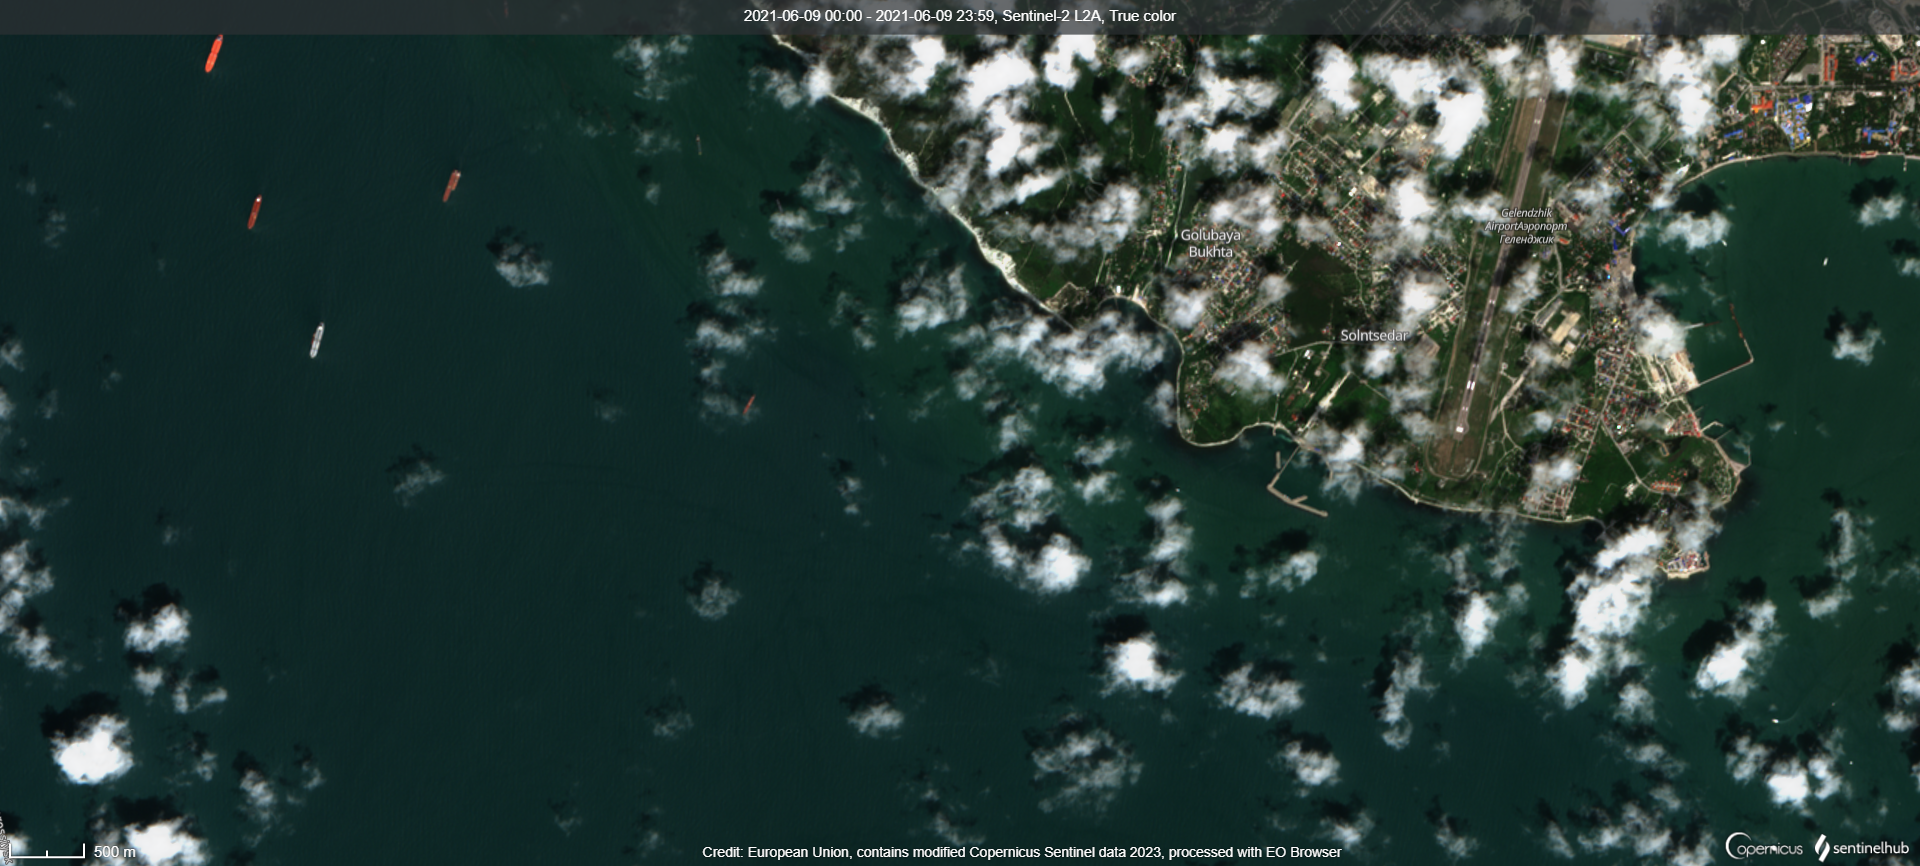 2021-06-09 00:00 - 2021-06-09 23:59, Sentinel-2 L2A, True color
Gelendzhik
AirportАэропорт
Геленджик
Golubaya
Bukhta
Solntsedar
500 m
Credit: European Union, contains modified Copernicus Sentinel data 2023, processed with EO Browser
Copernicus
sentinelhub